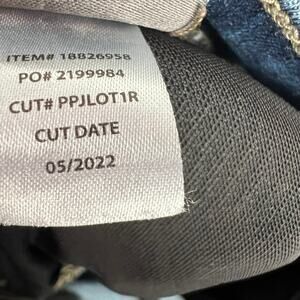 ITEM# 18826958
PO# 2199984
CUT# PPJLOT1R
CUT DATE
05/2022